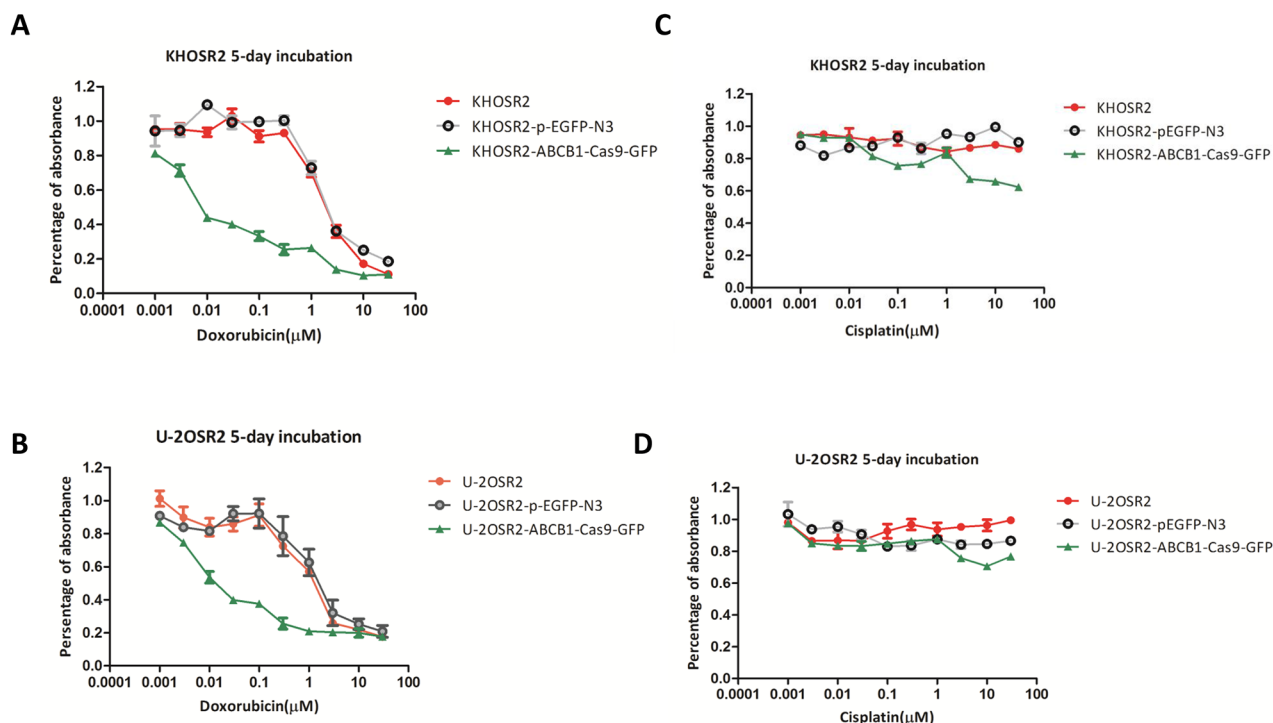 A
KHOSR2 5-day incubation
Percentage of absorbance
1.2
1.0
0.8
0.6
0.4
0.2
0.0
0.0001 0.001 0.01 0.1 1 10 100
Doxorubicin(μM)
KHOSR2
KHOSR2-p-EGFP-N3
KHOSR2-ABCB1-Cas9-GFP
C
KHOSR2 5-day incubation
Percentage of absorbance
1.2
1.0
0.8
0.6
0.4
0.2
0.0
0.0001 0.001 0.01 0.1 1 10 100
Cisplatin(μM)
KHOSR2
KHOSR2-pEGFP-N3
KHOSR2-ABCB1-Cas9-GFP
B
U-2OSR2 5-day incubation
Persentage of absorbance
1.2
1.0
0.8
0.6
0.4
0.2
0.0
0.0001 0.001 0.01 0.1 1 10 100
Doxorubicin(μM)
U-2OSR2
U-2OSR2-p-EGFP-N3
U-2OSR2-ABCB1-Cas9-GFP
D
U-2OSR2 5-day incubation
Percentage of absorbance
1.2
1.0
0.8
0.6
0.4
0.2
0.0
0.0001 0.001 0.01 0.1 1 10 100
Cisplatin(μM)
U-2OSR2
U-2OSR2-pEGFP-N3
U-2OSR2-ABCB1-Cas9-GFP